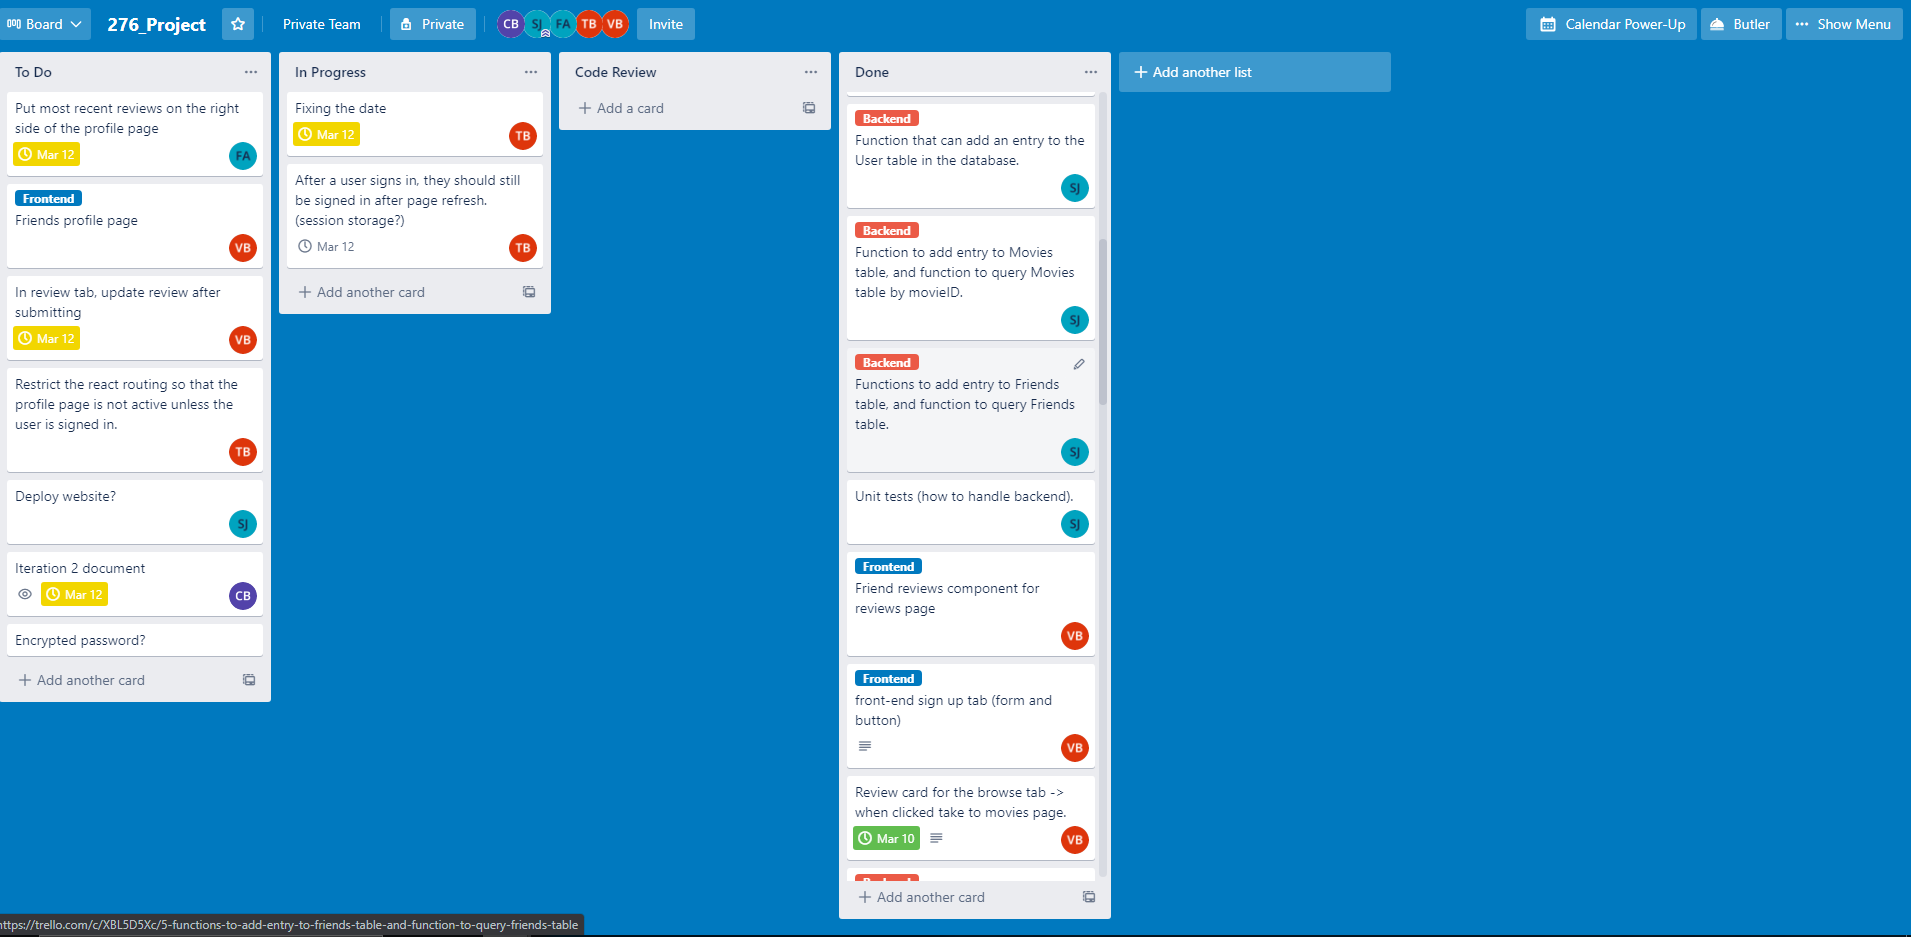 Board
276_Project
Private Team
Private
CB
SJ
FA
TB
VB
Invite
Calendar Power-Up
Butler
Show Menu
To Do
Put most recent reviews on the right
side of the profile page
Mar 12
FA
Frontend
Friends profile page
VB
In review tab, update review after
submitting
Mar 12
VB
Restrict the react routing so that the
profile page is not active unless the
user is signed in.
TB
Deploy website?
SJ
Iteration 2 document
Mar 12
CB
Encrypted password?
+ Add another card
In Progress
Fixing the date
Mar 12
TB
After a user signs in, they should still
be signed in after page refresh.
(session storage?)
Mar 12
TB
+ Add another card
Code Review
+ Add a card
Done
Backend
Function that can add an entry to the
User table in the database.
SJ
Backend
Function to add entry to Movies
table, and function to query Movies
table by movieID.
SJ
Backend
Functions to add entry to Friends
table, and function to query Friends
table.
SJ
Unit tests (how to handle backend).
SJ
Frontend
Friend reviews component for
reviews page
VB
Frontend
front-end sign up tab (form and
button)
VB
Review card for the browse tab ->
when clicked take to movies page.
Mar 10
VB
Backend
+ Add another card
+ Add another list
https://trello.com/c/XBL5D5Xc/5-functions-to-add-entry-to-friends-table-and-function-to-query-friends-table